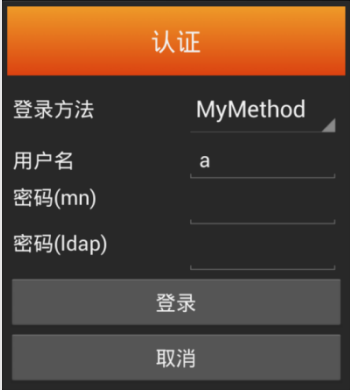 认证
登录方法 MyMethod
用户名 a
密码(mn)
密码(ldap)
登录
取消